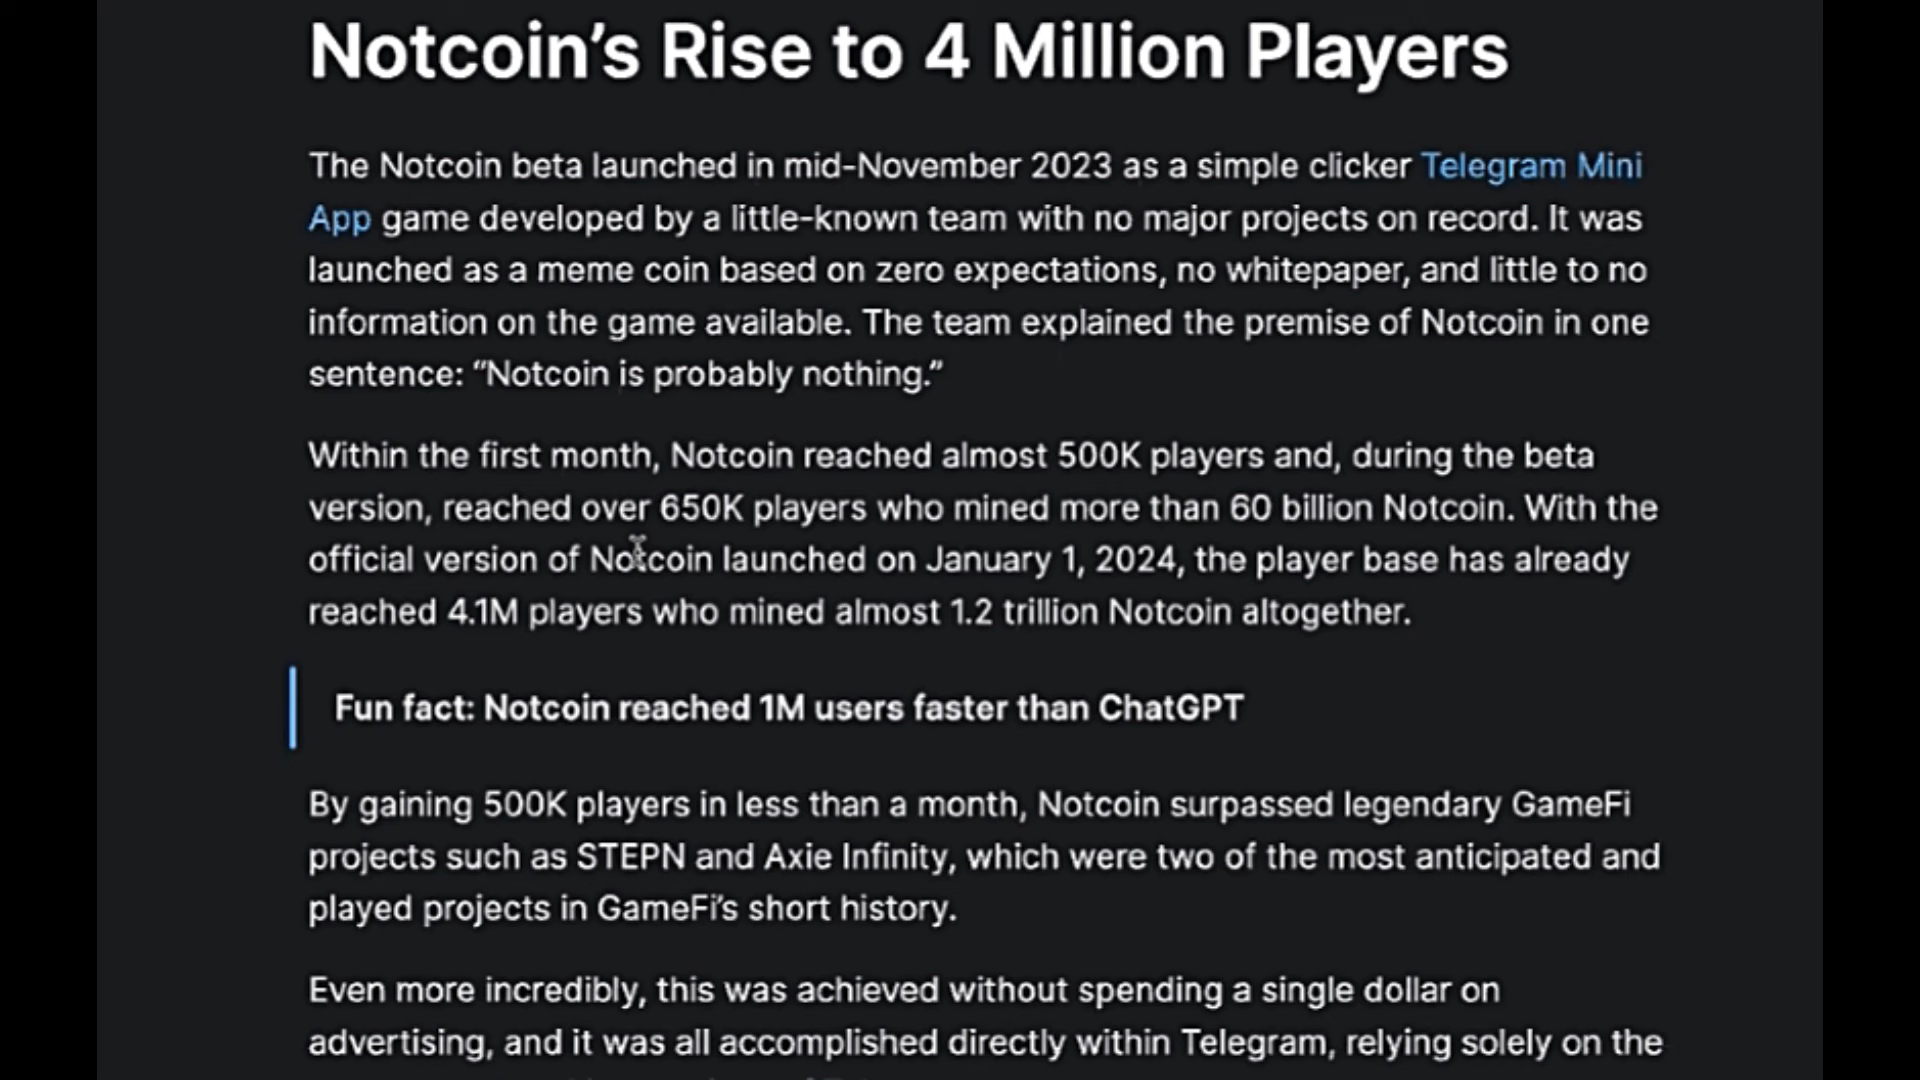 Notcoin’s Rise to 4 Million Players
The Notcoin beta launched in mid-November 2023 as a simple clicker Telegram Mini
App game developed by a little-known team with no major projects on record. It was
launched as a meme coin based on zero expectations, no whitepaper, and little to no
information on the game available. The team explained the premise of Notcoin in one
sentence: “Notcoin is probably nothing.”
Within the first month, Notcoin reached almost 500K players and, during the beta
version, reached over 650K players who mined more than 60 billion Notcoin. With the
official version of Notcoin launched on January 1, 2024, the player base has already
reached 4.1M players who mined almost 1.2 trillion Notcoin altogether.
Fun fact: Notcoin reached 1M users faster than ChatGPT
By gaining 500K players in less than a month, Notcoin surpassed legendary GameFi
projects such as STEPN and Axie Infinity, which were two of the most anticipated and
played projects in GameFi’s short history.
Even more incredibly, this was achieved without spending a single dollar on
advertising, and it was all accomplished directly within Telegram, relying solely on the